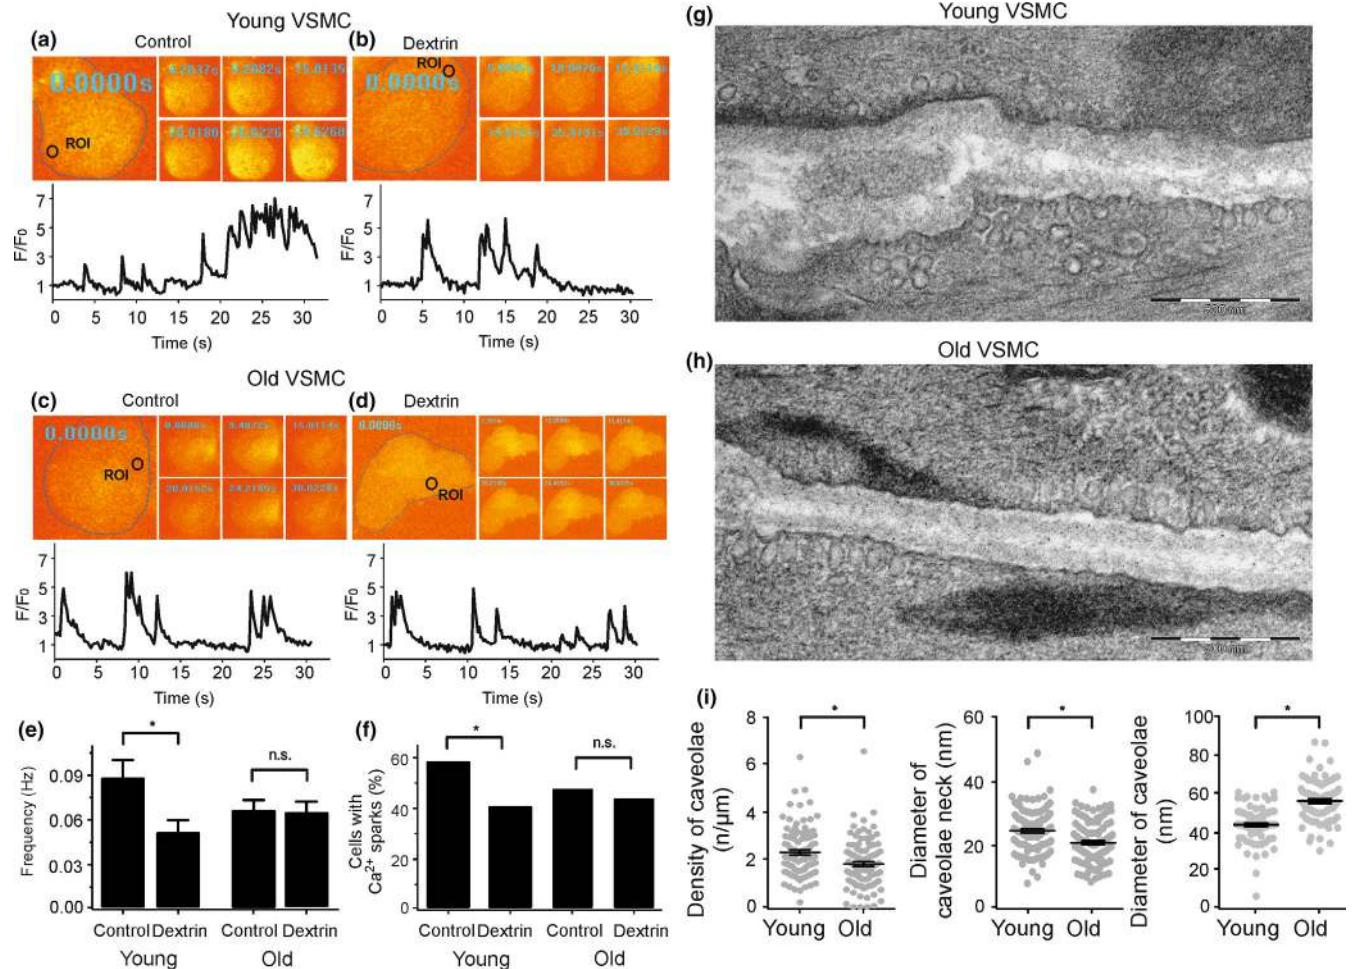 Young VSMC
(a) Control
(b) Dextrin
0.0000s
ROI
0.0000s
ROI
F/F0
7
5
3
1
0 5 10 15 20 25 30
Time (s)
F/F0
7
5
3
1
0 5 10 15 20 25 30
Time (s)
Old VSMC
(c) Control
(d) Dextrin
0.0000s
ROI
0.0000s
ROI
F/F0
7
5
3
1
0 5 10 15 20 25 30
Time (s)
F/F0
7
5
3
1
0 5 10 15 20 25 30
Time (s)
(e)
Frequency (Hz)
0.09
0.06
0.03
0.00
*
n.s.
Control Dextrin Control Dextrin
Young Old
(f)
Cells with
Ca²⁺ sparks (%)
60
40
20
0
*
n.s.
Control Dextrin Control Dextrin
Young Old
(g) Young VSMC
500 nm
(h) Old VSMC
500 nm
(i)
Density of caveolae
(n/µm)
8
6
4
2
0
*
Young Old
Diameter of
caveolae neck (nm)
60
40
20
0
*
Young Old
Diameter of caveolae
(nm)
100
80
60
40
20
0
*
Young Old